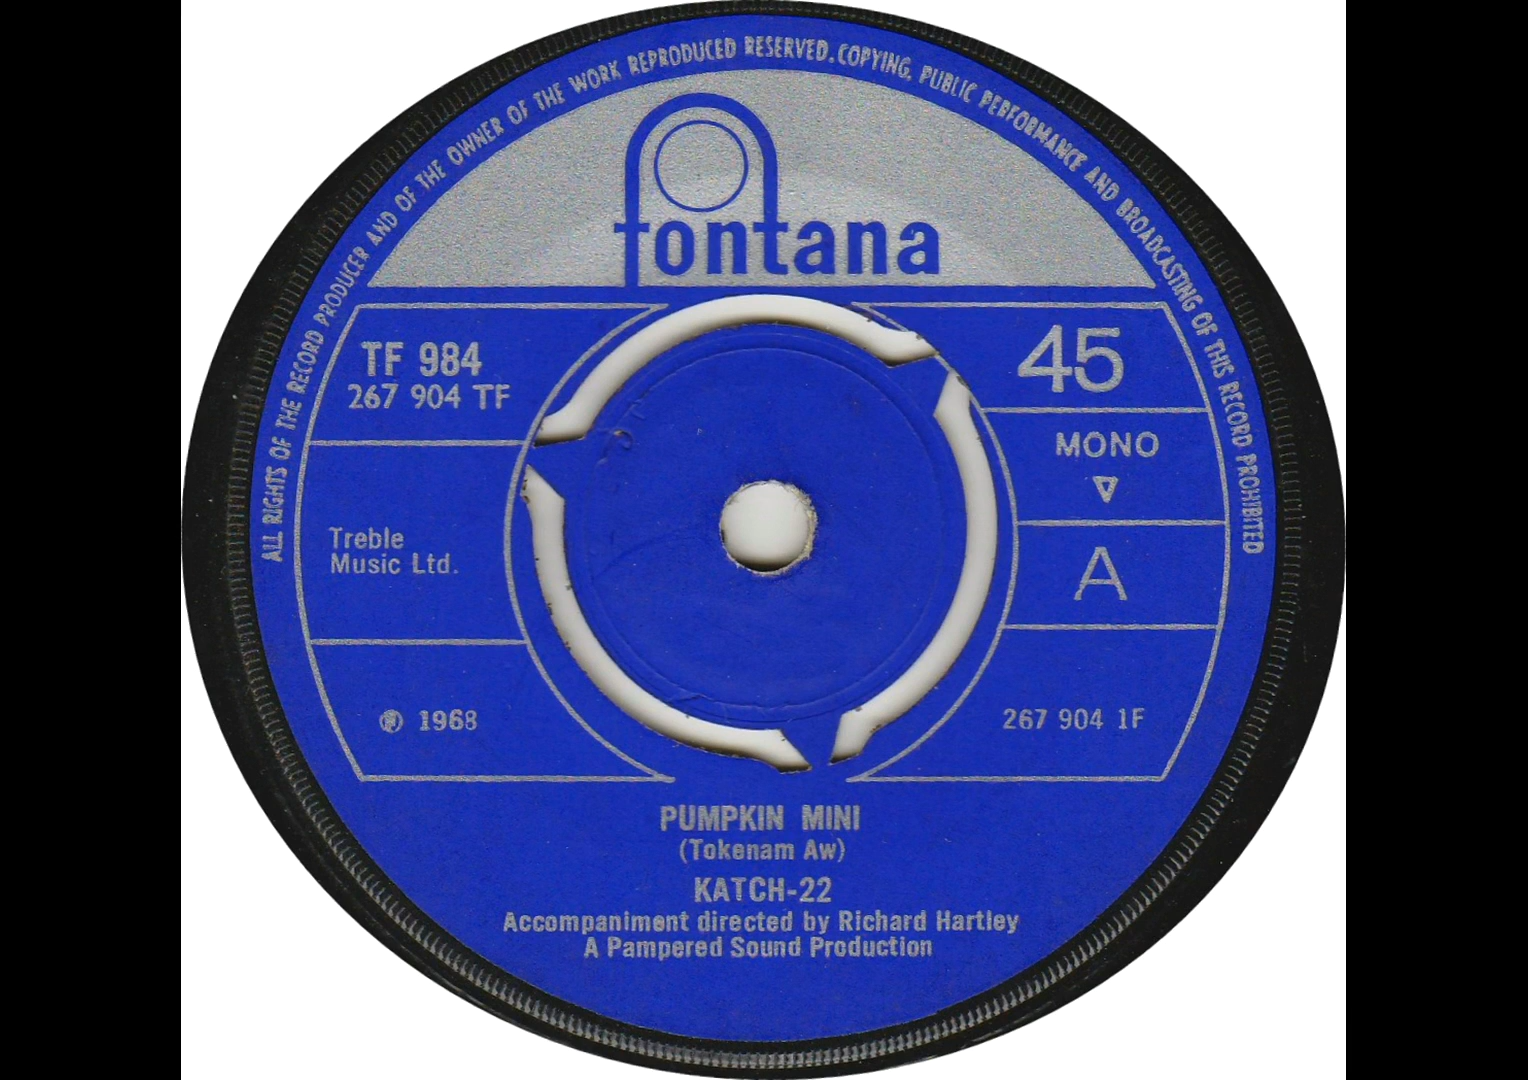 ALL RIGHTS OF THE RECORD PRODUCER AND OF THE OWNER OF THE WORK REPRODUCED RESERVED. COPYING, PUBLIC PERFORMANCE AND BROADCASTING OF THIS RECORD PROHIBITED
fontana
TF 984
267 904 TF
45
MONO
A
Treble
Music Ltd.
℗ 1968
267 904 1F
PUMPKIN MINI
(Tokenam Aw)
KATCH-22
Accompaniment directed by Richard Hartley
A Pampered Sound Production